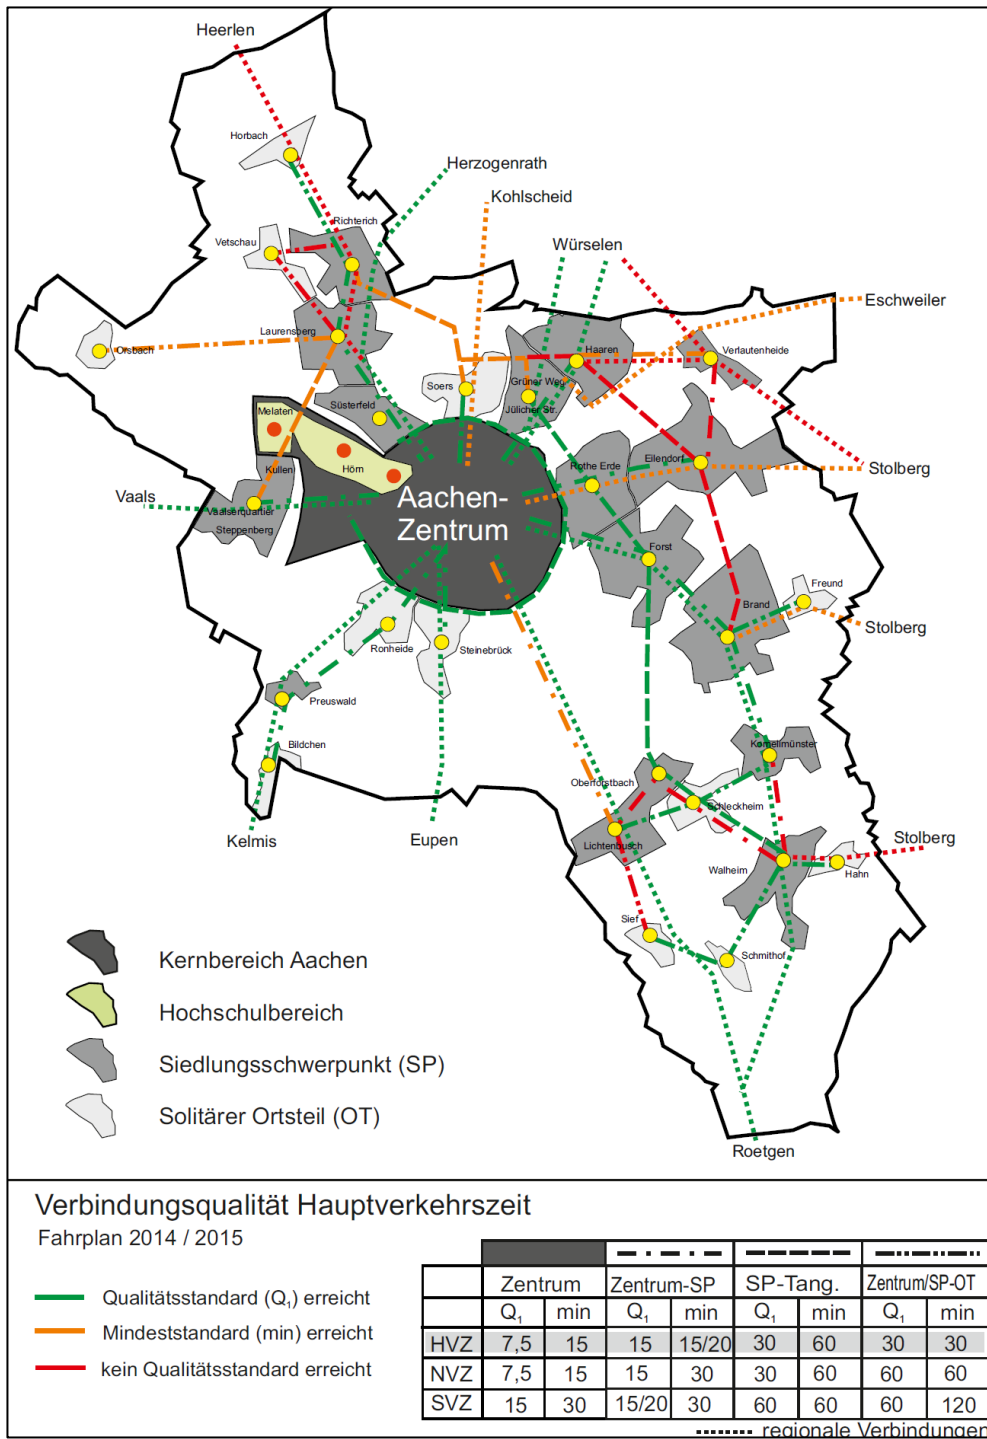 Heerlen
Horbach
Herzogenrath
Kohlscheid
Richterich
Vetschau
Würselen
Eschweiler
Laurensberg
Orsbach
Haaren
Verlautenheide
Soers
Grüner Weg
Jülicher Str.
Süsterfeld
Melaten
Hörn
Kullen
Rothe Erde
Eilendorf
Stolberg
Vaals
Vaalserquartier
Steppenberg
Aachen-
Zentrum
Forst
Freund
Brand
Stolberg
Ronheide
Steinebrück
Preuswald
Bildchen
Kornelimünster
Oberforstbach
Schleckheim
Kelmis
Eupen
Lichtenbusch
Stolberg
Walheim
Hahn
Sief
Schmithof
Roetgen
Kernbereich Aachen
Hochschulbereich
Siedlungsschwerpunkt (SP)
Solitärer Ortsteil (OT)
Verbindungsqualität Hauptverkehrszeit
Fahrplan 2014 / 2015
Qualitätsstandard (Q₁) erreicht
Mindeststandard (min) erreicht
kein Qualitätsstandard erreicht
Zentrum Zentrum-SP SP-Tang. Zentrum/SP-OT
Q₁ min Q₁ min Q₁ min Q₁ min
HVZ 7,5 15 15 15/20 30 60 30 30
NVZ 7,5 15 15 30 30 60 60 60
SVZ 15 30 15/20 30 60 60 60 120
regionale Verbindungen